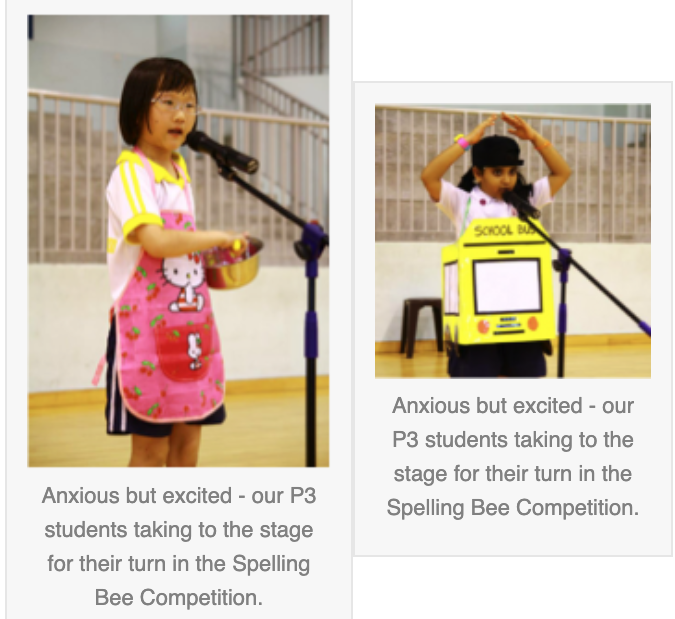 SCHOOL BUS
Anxious but excited - our P3
students taking to the stage
for their turn in the Spelling
Bee Competition.
Anxious but excited - our
P3 students taking to the
stage for their turn in the
Spelling Bee Competition.